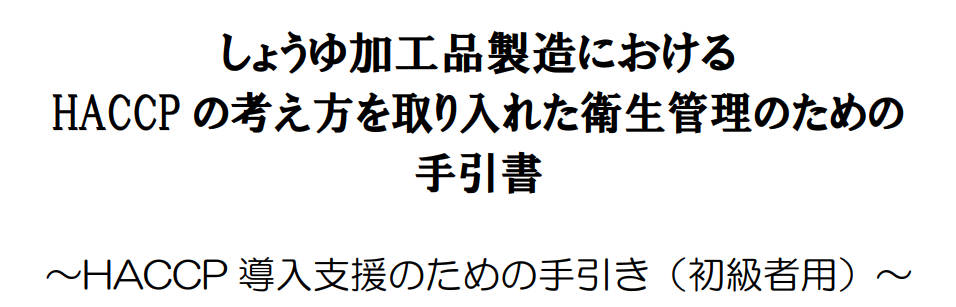 しょうゆ加工品製造における
HACCP の考え方を取り入れた衛生管理のための
手引書
～HACCP 導入支援のための手引き（初級者用）～